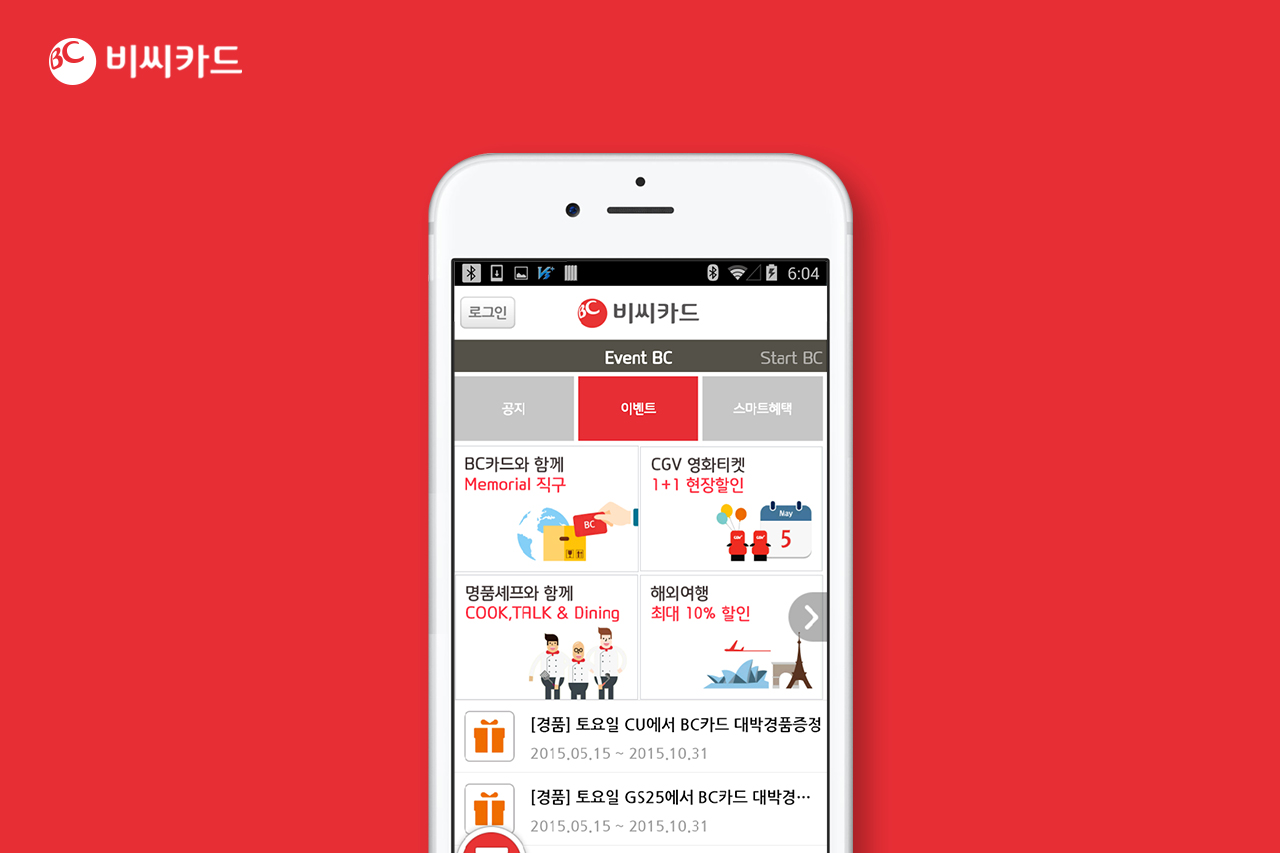 BC 비씨카드
6:04
로그인
BC 비씨카드
Event BC
Start BC
공지
이벤트
스마트혜택
BC카드와 함께
Memorial 직구
BC
CGV 영화티켓
1+1 현장할인
Nay
5
명품셰프와 함께
COOK,TALK & Dining
해외여행
최대 10% 할인
[경품] 토요일 CU에서 BC카드 대박경품증정
2015.05.15 ~ 2015.10.31
[경품] 토요일 GS25에서 BC카드 대박경…
2015.05.15 ~ 2015.10.31